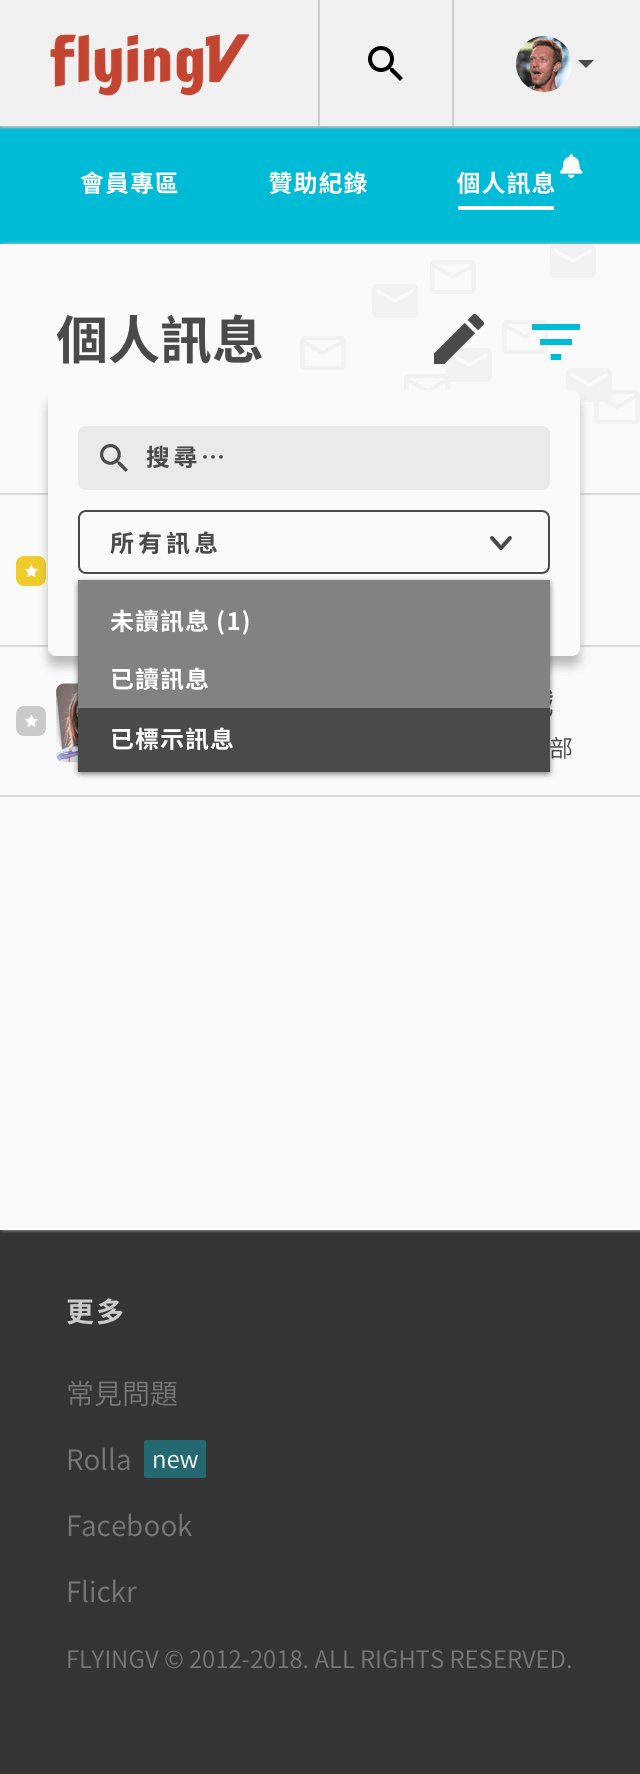 flyingV
會員專區
贊助紀錄
個人訊息
個人訊息
搜尋…
所有訊息
未讀訊息 (1)
已讀訊息
已標示訊息
部
更多
常見問題
Rolla new
Facebook
Flickr
FLYINGV © 2012-2018. ALL RIGHTS RESERVED.